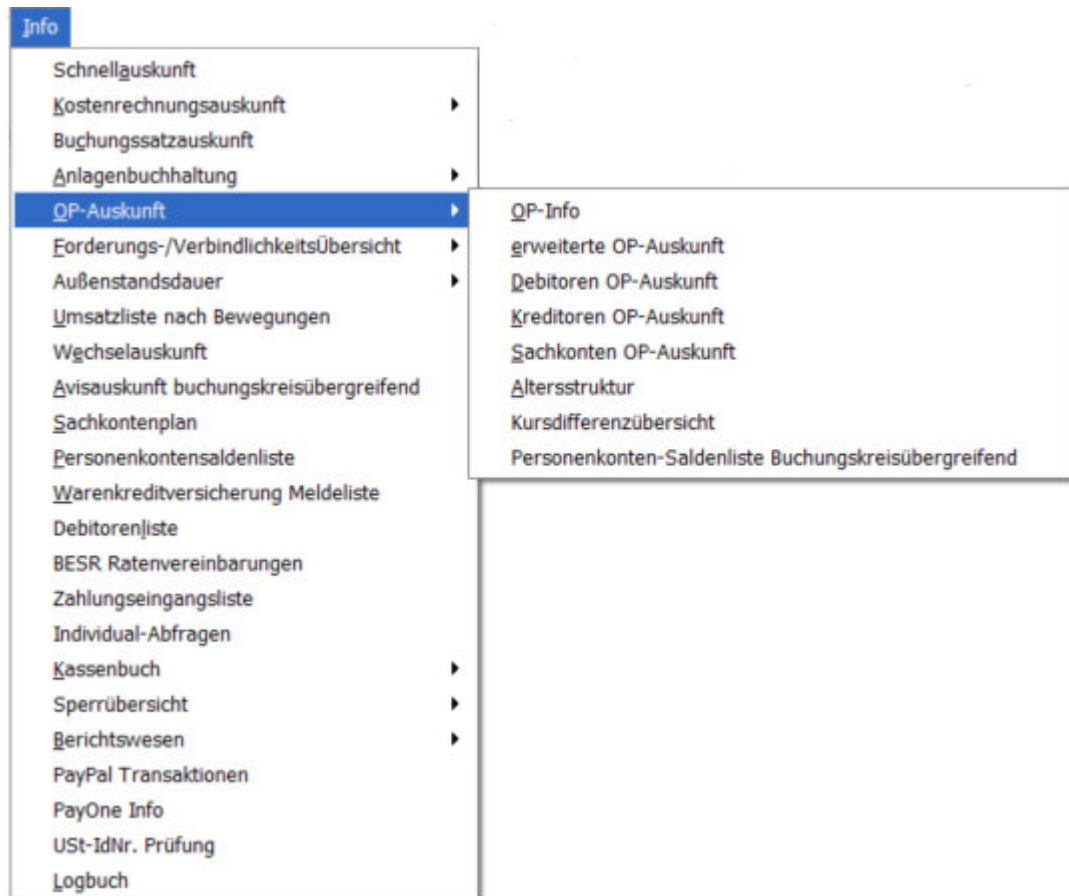 Info
Schnellauskunft
Kostenrechnungsauskunft
Buchungssatzauskunft
Anlagenbuchhaltung
OP-Auskunft
Forderungs-/VerbindlichkeitsÜbersicht
Außenstandsdauer
Umsatzliste nach Bewegungen
Wechselauskunft
Avisauskunft buchungskreisübergreifend
Sachkontenplan
Personenkontensaldenliste
Warenkreditversicherung Meldeliste
Debitorenliste
BESR Ratenvereinbarungen
Zahlungseingangsliste
Individual-Abfragen
Kassenbuch
Sperrübersicht
Berichtswesen
PayPal Transaktionen
PayOne Info
USt-IdNr. Prüfung
Logbuch
OP-Info
erweiterte OP-Auskunft
Debitoren OP-Auskunft
Kreditoren OP-Auskunft
Sachkonten OP-Auskunft
Altersstruktur
Kursdifferenzübersicht
Personenkonten-Saldenliste Buchungskreisübergreifend